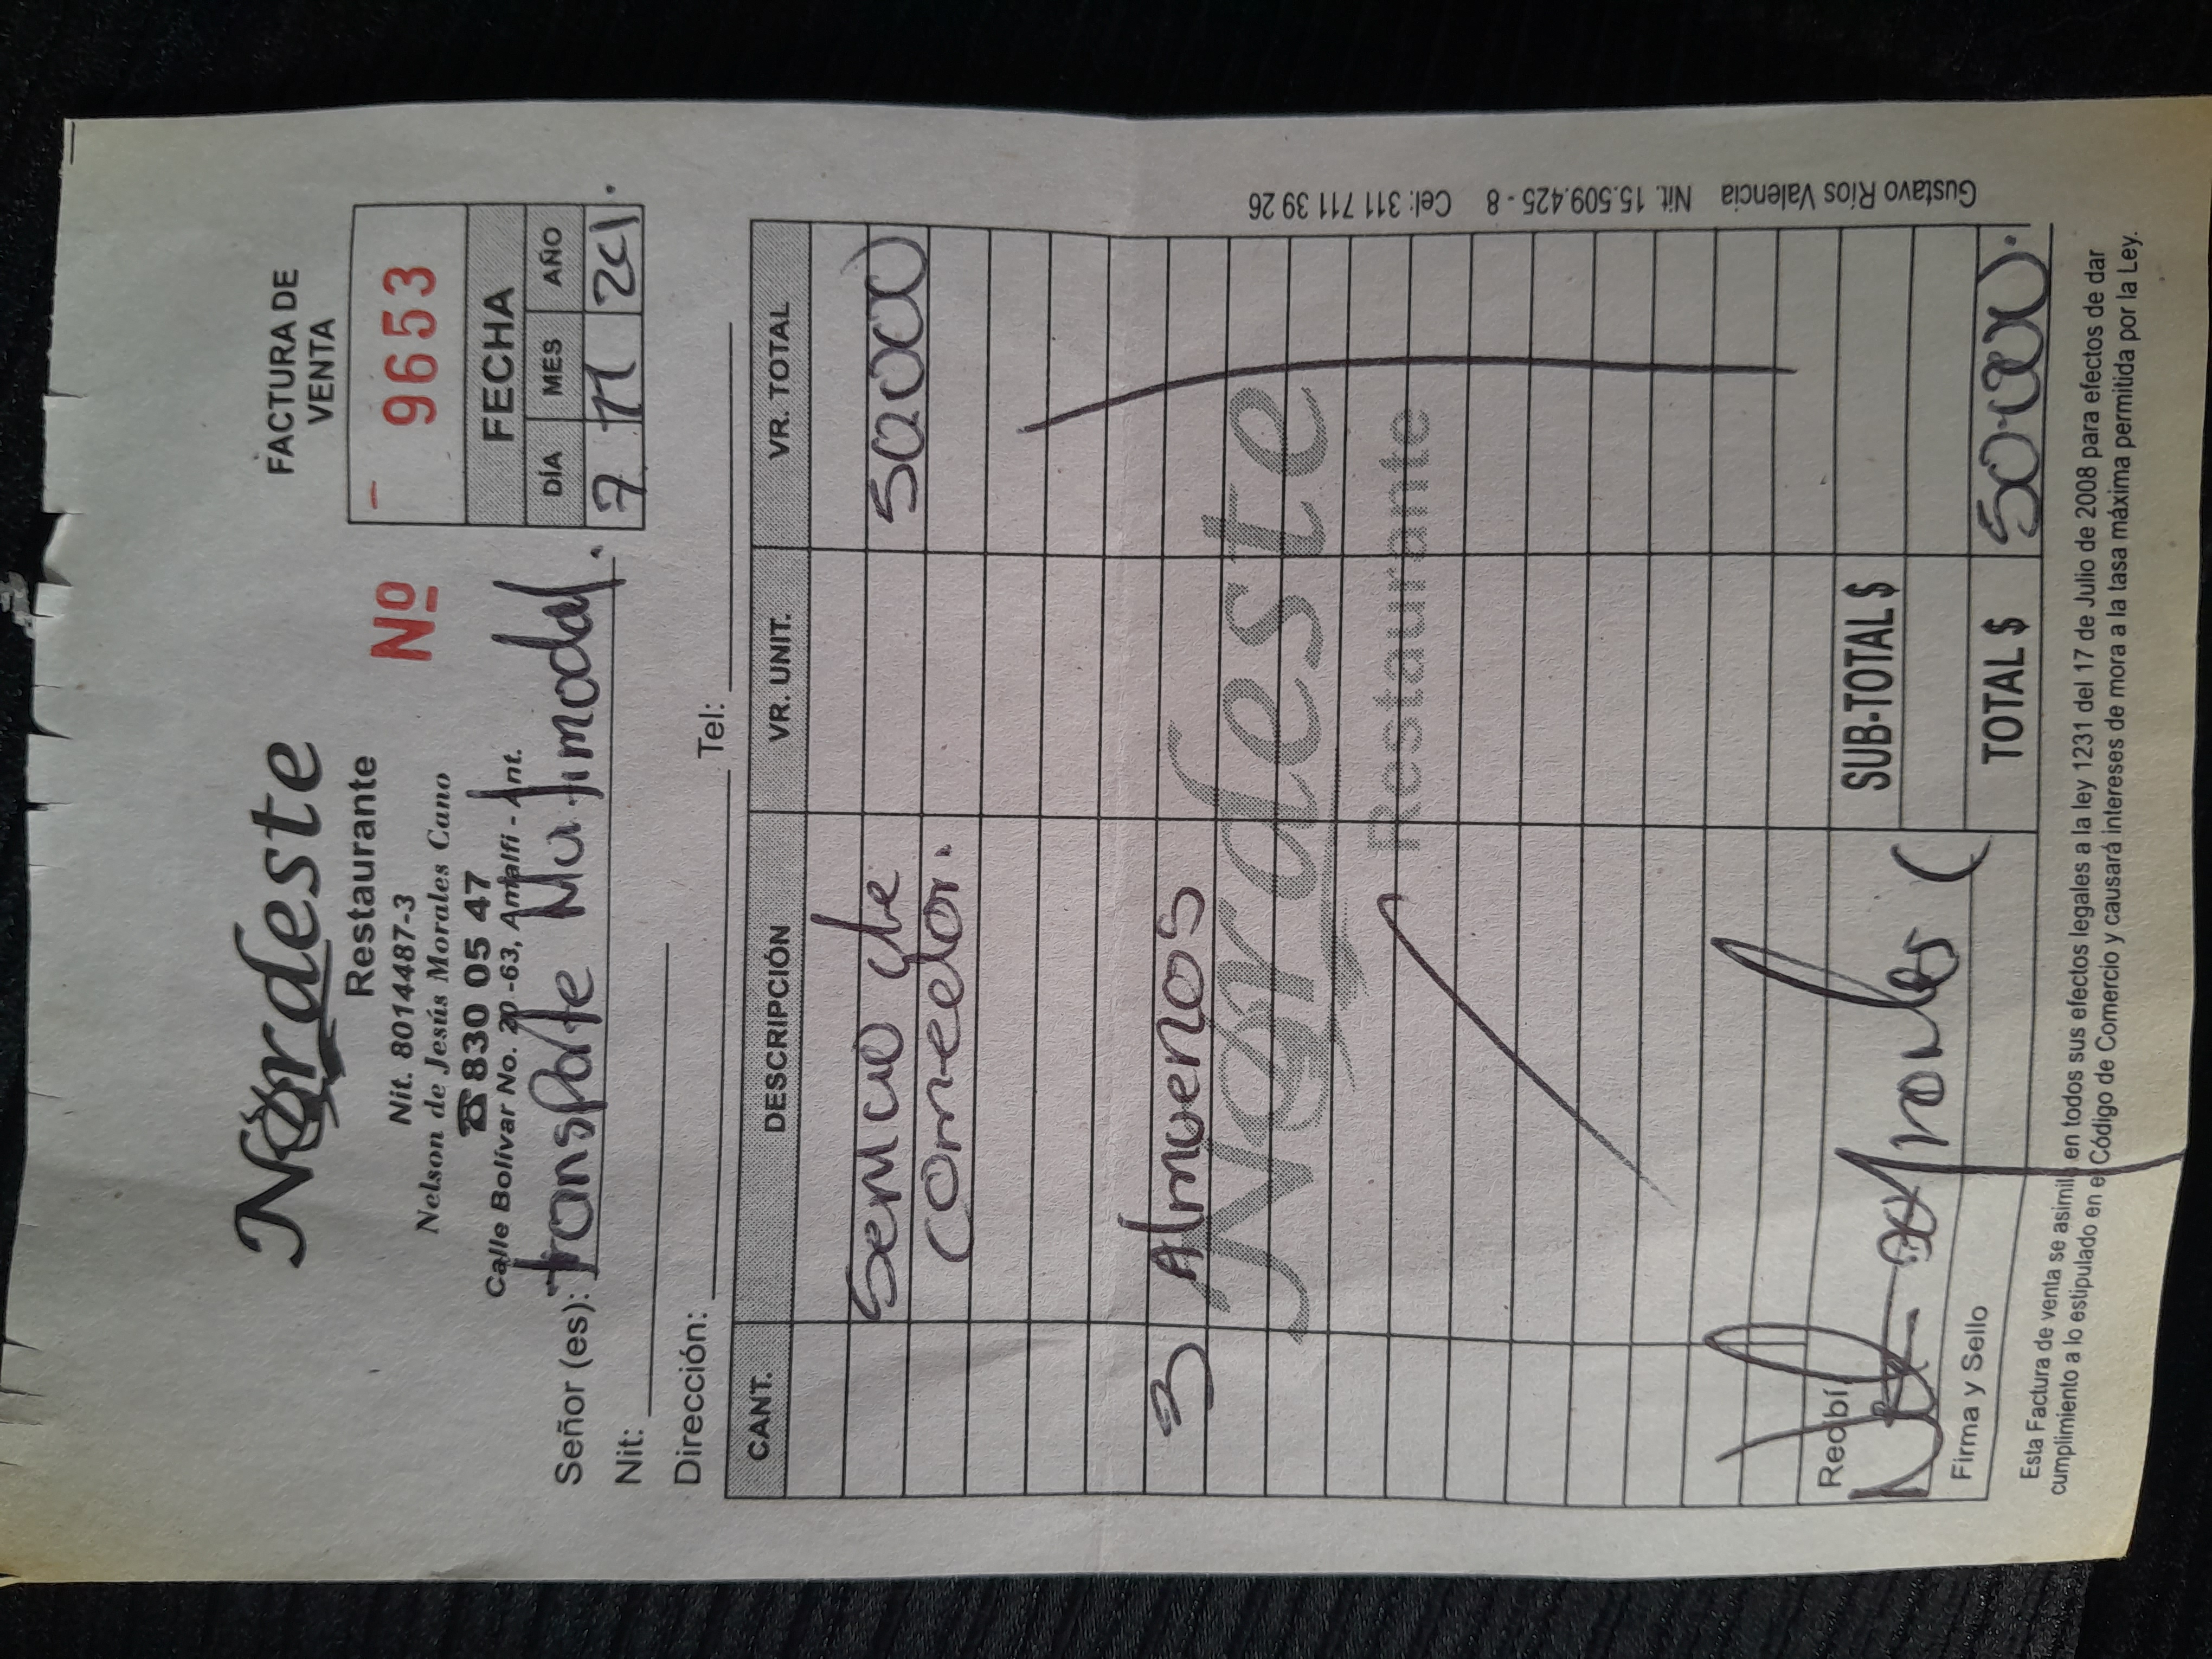 Nordeste
Restaurante
Nit. 8014487-3
Nelson de Jesús Morales Cano
☎ 830 05 47
Calle Bolívar No. 20-63, Amalfi - Ant.
FACTURA DE
VENTA
Nº 9653
FECHA
DÍA MES AÑO
7 11
Señor (es): transporte Multimodal.
Nit:
Dirección: Tel:
CANT. DESCRIPCIÓN VR. UNIT. VR. TOTAL
Servicio de 50000
comedor.
3 Almuerzos
Nordeste
Restaurante
Recibí
Firma y Sello
SUB-TOTAL $
TOTAL $ 50000.
Esta Factura de venta se asimila en todos sus efectos legales a la ley 1231 del 17 de Julio de 2008 para efectos de dar
cumplimiento a lo estipulado en el Código de Comercio y causará intereses de mora a la tasa máxima permitida por la Ley.
Gustavo Ríos Valencia Nit. 15.509.425 - 8 Cel: 311 711 39 26